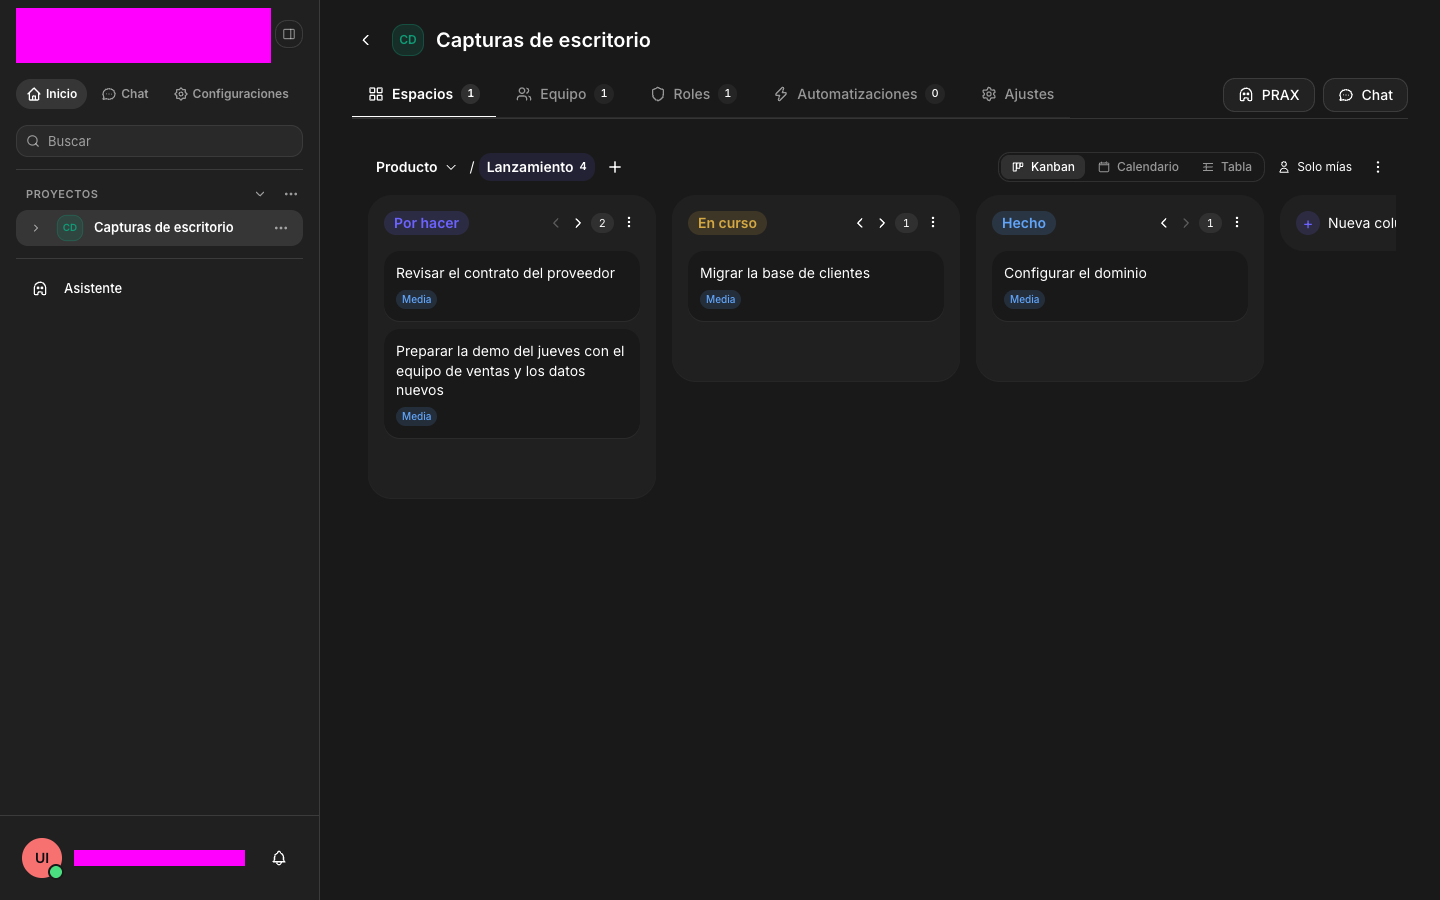 Inicio
Chat
Configuraciones
Buscar
PROYECTOS
CD
Capturas de escritorio
Asistente
UI
CD
Capturas de escritorio
Espacios 1
Equipo 1
Roles 1
Automatizaciones 0
Ajustes
PRAX
Chat
Producto / Lanzamiento 4 +
Kanban
Calendario
Tabla
Solo mías
Por hacer
2
Revisar el contrato del proveedor
Media
Preparar la demo del jueves con el
equipo de ventas y los datos
nuevos
Media
En curso
1
Migrar la base de clientes
Media
Hecho
1
Configurar el dominio
Media
+ Nueva